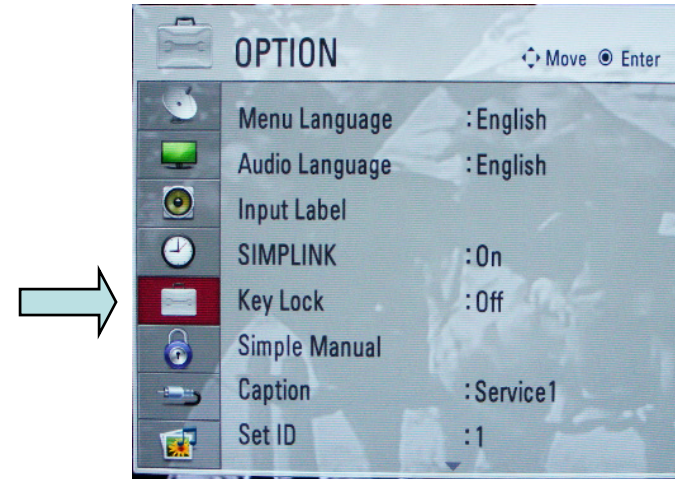 OPTION
Move Enter
Menu Language : English
Audio Language : English
Input Label
SIMPLINK : On
Key Lock : Off
Simple Manual
Caption : Service1
Set ID : 1